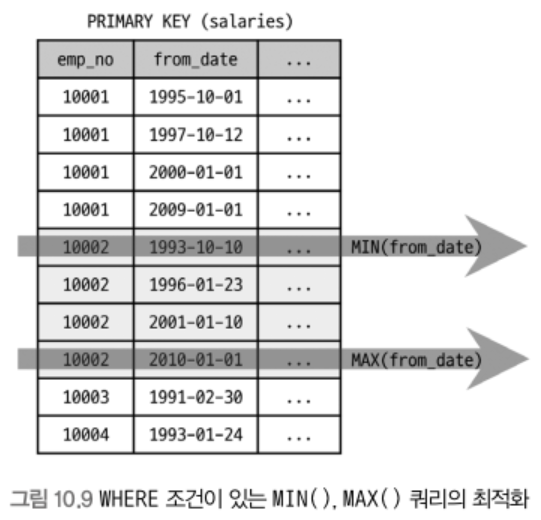 PRIMARY KEY (salaries)
emp_no from_date ...
10001 1995-10-01 ...
10001 1997-10-12 ...
10001 2000-01-01 ...
10001 2009-01-01 ...
10002 1993-10-10 ... MIN(from_date)
10002 1996-01-23 ...
10002 2001-01-10 ...
10002 2010-01-01 ... MAX(from_date)
10003 1991-02-30 ...
10004 1993-01-24 ...
그림 10.9 WHERE 조건이 있는 MIN(), MAX() 쿼리의 최적화